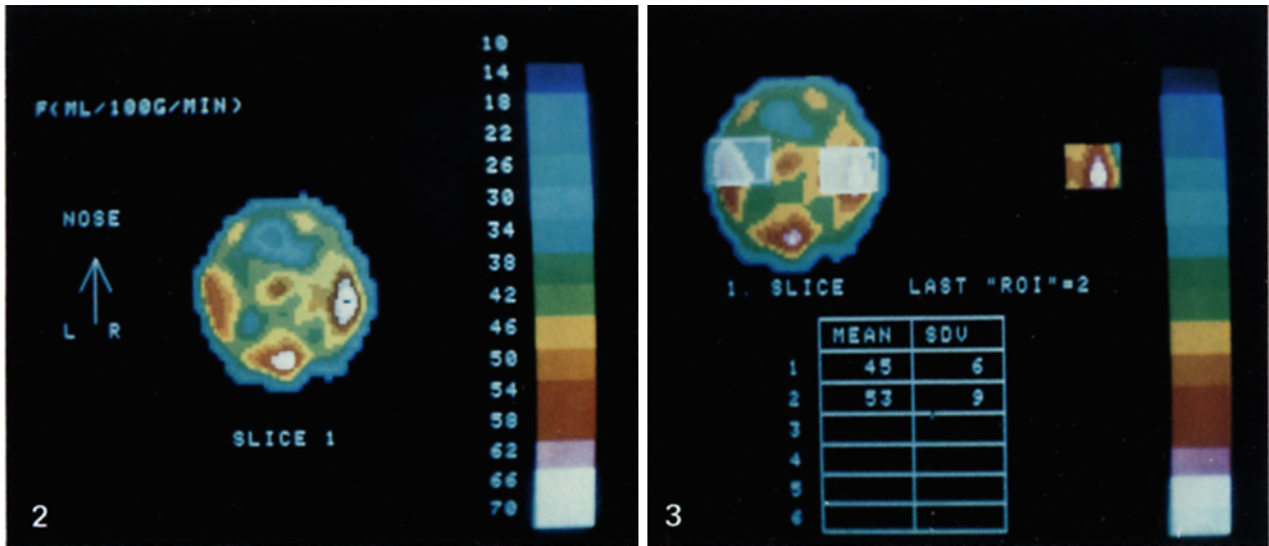 F(ML/100G/MIN)
NOSE
L R
SLICE 1
10
14
18
22
26
30
34
38
42
46
50
54
58
62
66
70
2
1. SLICE LAST "ROI"=2
MEAN SDV
1 45 6
2 53 9
3
4
5
6
3